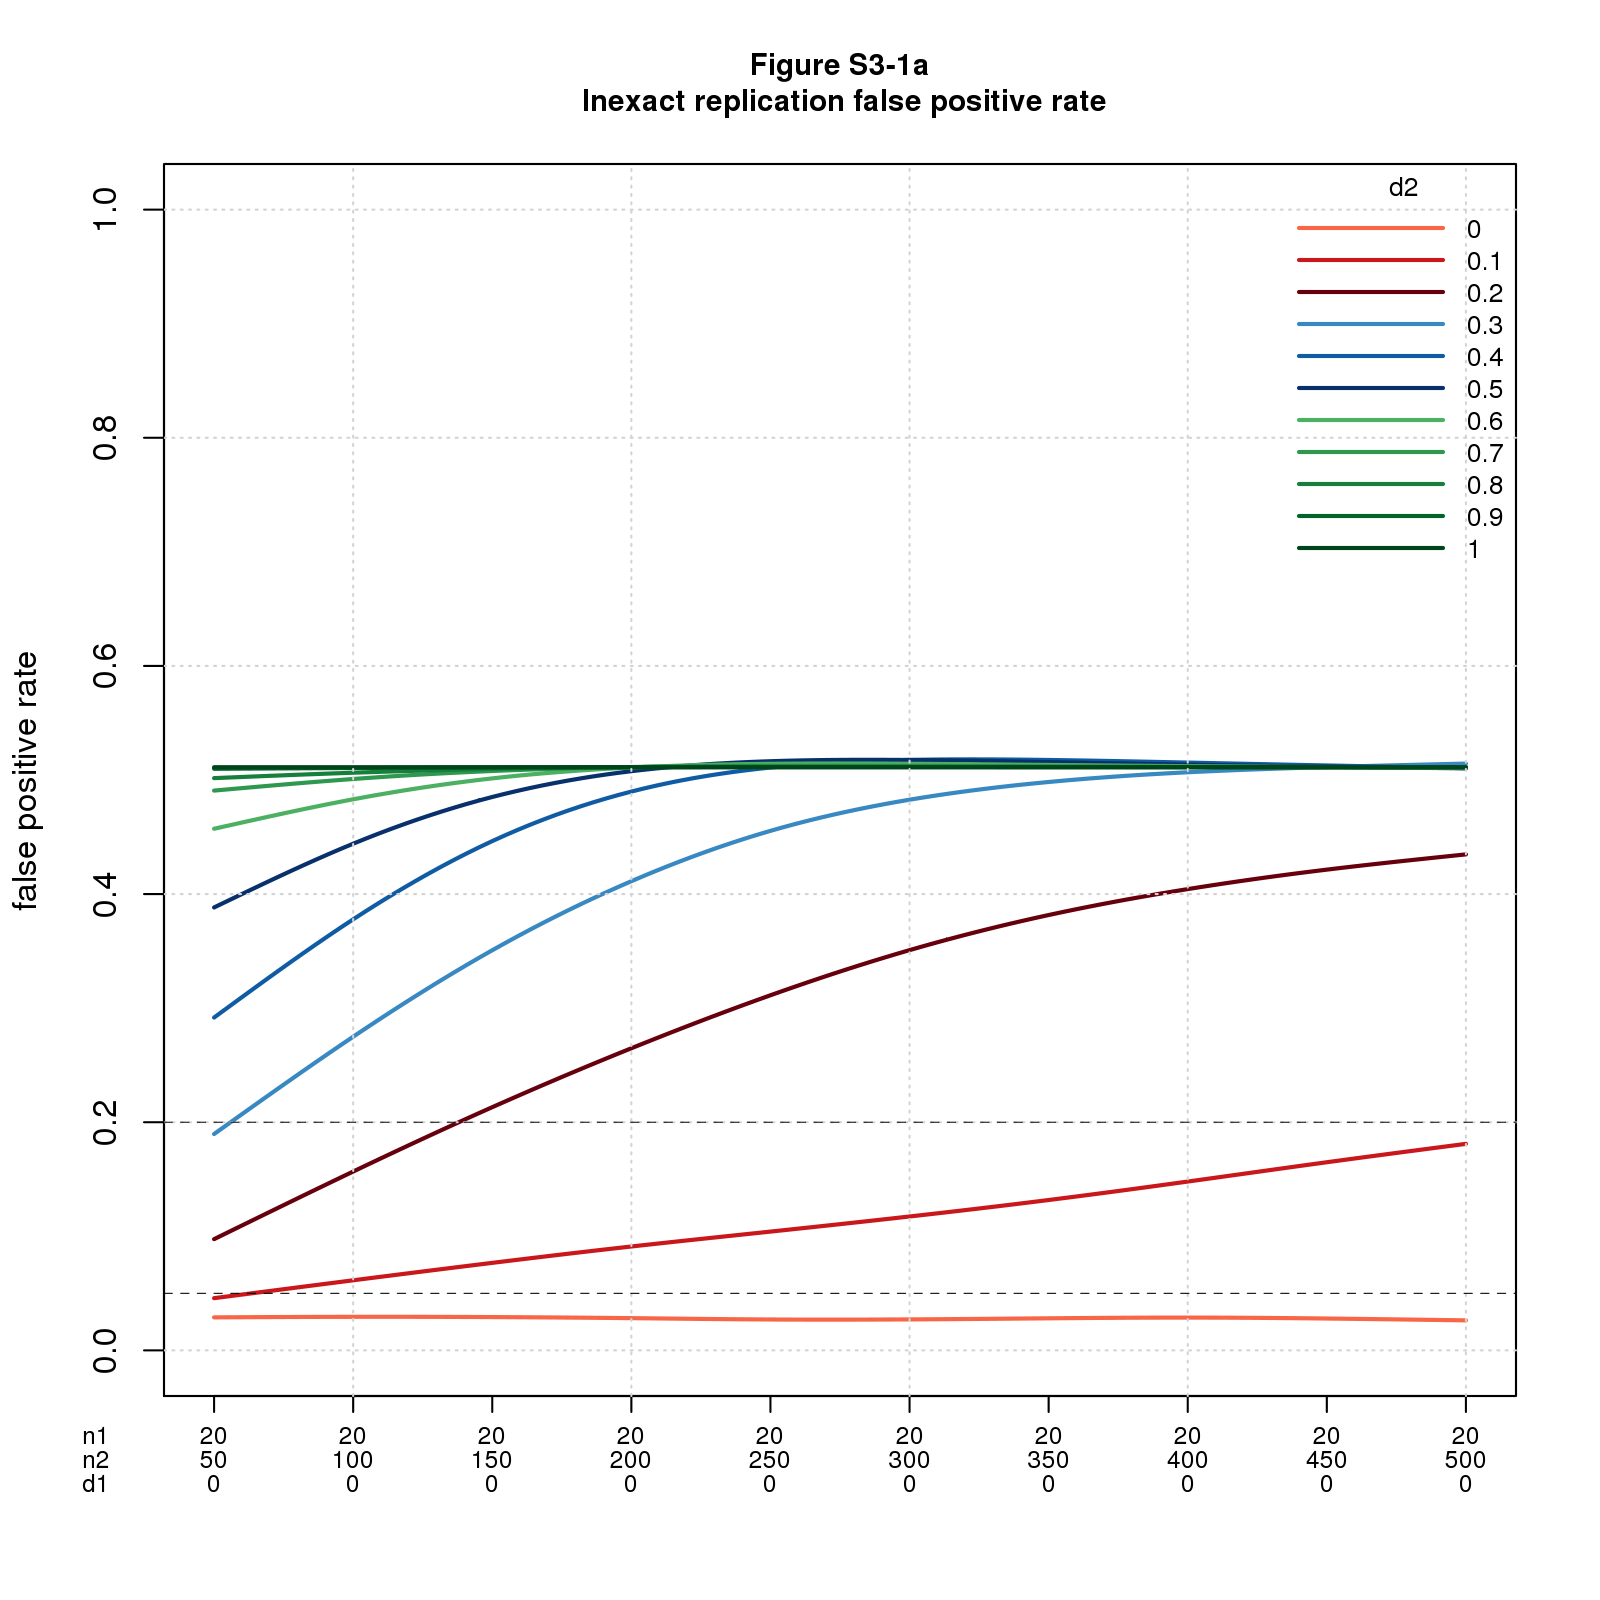 Figure S3-1a
Inexact replication false positive rate
d2
0
0.1
0.2
0.3
0.4
0.5
0.6
0.7
0.8
0.9
1
false positive rate
1.0
0.8
0.6
0.4
0.2
0.0
n1 20 20 20 20 20 20 20 20 20 20
n2 50 100 150 200 250 300 350 400 450 500
d1 0 0 0 0 0 0 0 0 0 0